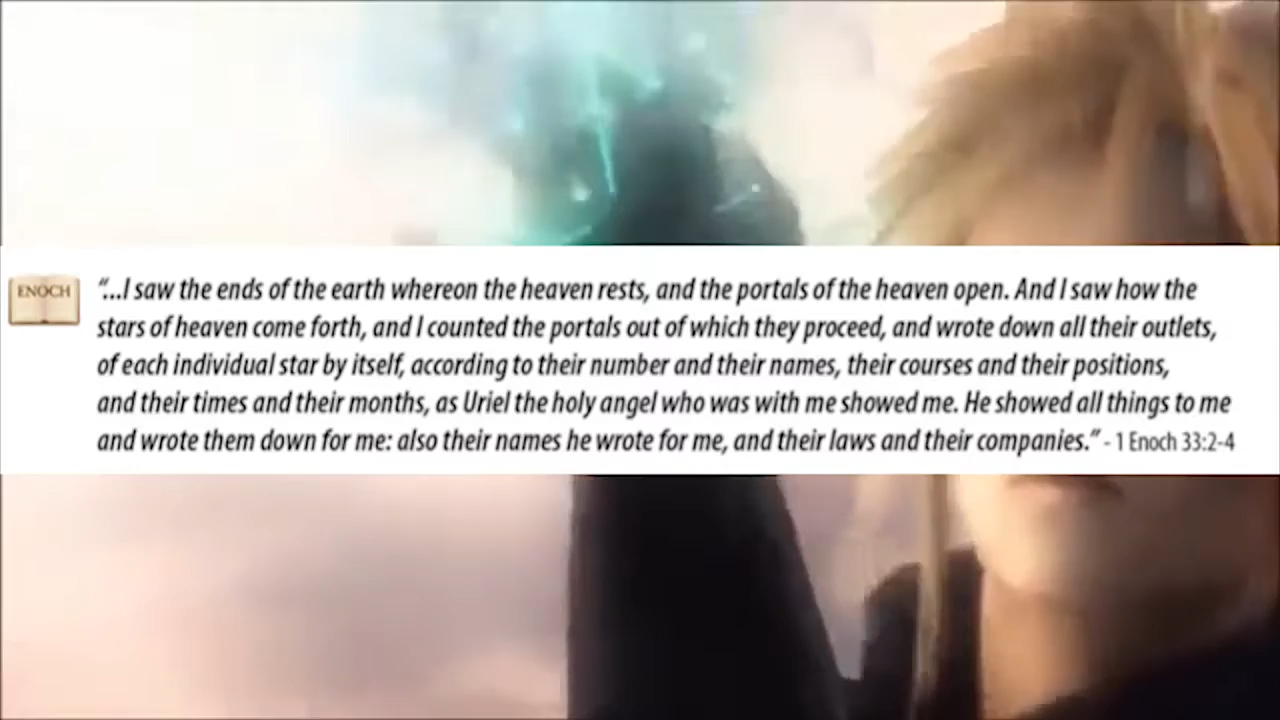 ENOCH
“...I saw the ends of the earth whereon the heaven rests, and the portals of the heaven open. And I saw how the
stars of heaven come forth, and I counted the portals out of which they proceed, and wrote down all their outlets,
of each individual star by itself, according to their number and their names, their courses and their positions,
and their times and their months, as Uriel the holy angel who was with me showed me. He showed all things to me
and wrote them down for me: also their names he wrote for me, and their laws and their companies.” - 1 Enoch 33:2-4